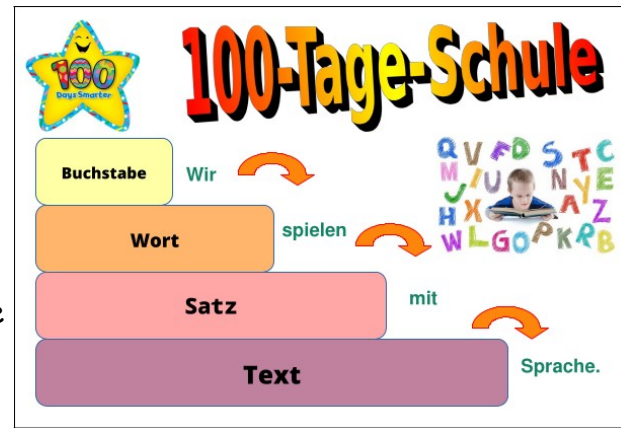 100-Tage-Schule
100
Days Smarter
Buchstabe
Wir
Wort
spielen
Satz
mit
Text
Sprache.
Q V F D S T C
M I U N Y E
J A
H X Z
W L G O P K R B